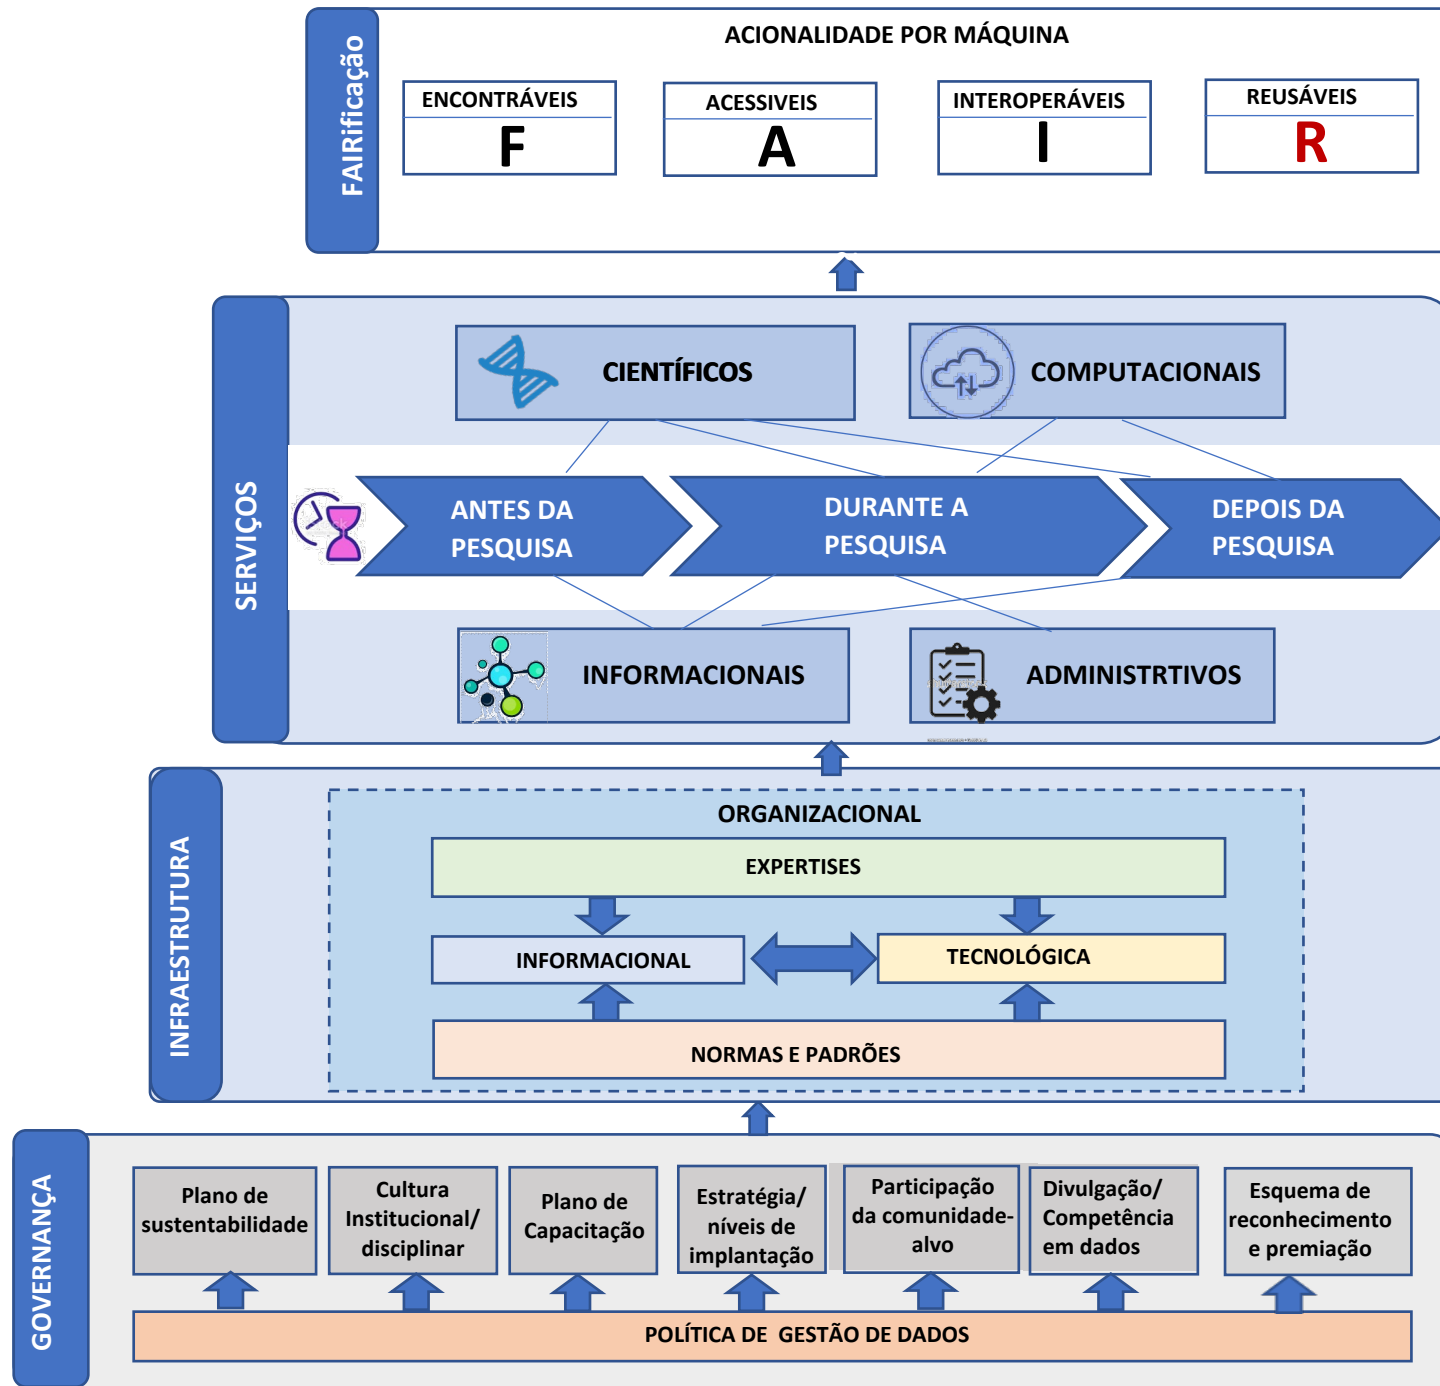 FAIRificação
ACIONALIDADE POR MÁQUINA
ENCONTRÁVEIS
F
ACESSIVEIS
A
INTEROPERÁVEIS
I
REUSÁVEIS
R
SERVIÇOS
CIENTÍFICOS
COMPUTACIONAIS
ANTES DA
PESQUISA
DURANTE A
PESQUISA
DEPOIS DA
PESQUISA
INFORMACIONAIS
ADMINISTRTIVOS
INFRAESTRUTURA
ORGANIZACIONAL
EXPERTISES
INFORMACIONAL
TECNOLÓGICA
NORMAS E PADRÕES
GOVERNANÇA
Plano de
sustentabilidade
Cultura
Institucional/
disciplinar
Plano de
Capacitação
Estratégia/
níveis de
implantação
Participação
da comunidade-
alvo
Divulgação/
Competência
em dados
Esquema de
reconhecimento
e premiação
POLÍTICA DE GESTÃO DE DADOS